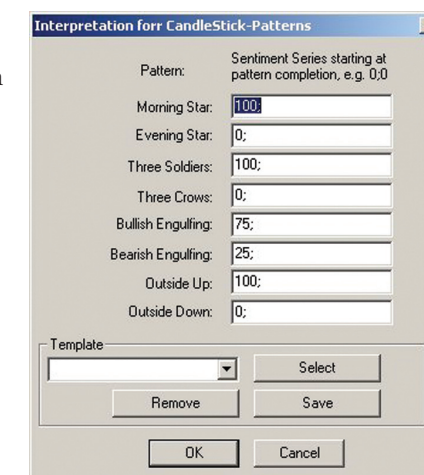 Interpretation forr CandleStick-Patterns
Pattern:
Sentiment Series starting at
pattern completion, e.g. 0;0
Morning Star: 100;
Evening Star: 0;
Three Soldiers: 100;
Three Crows: 0;
Bullish Engulfing: 75;
Bearish Engulfing: 25;
Outside Up: 100;
Outside Down: 0;
Template
Select
Remove Save
OK Cancel